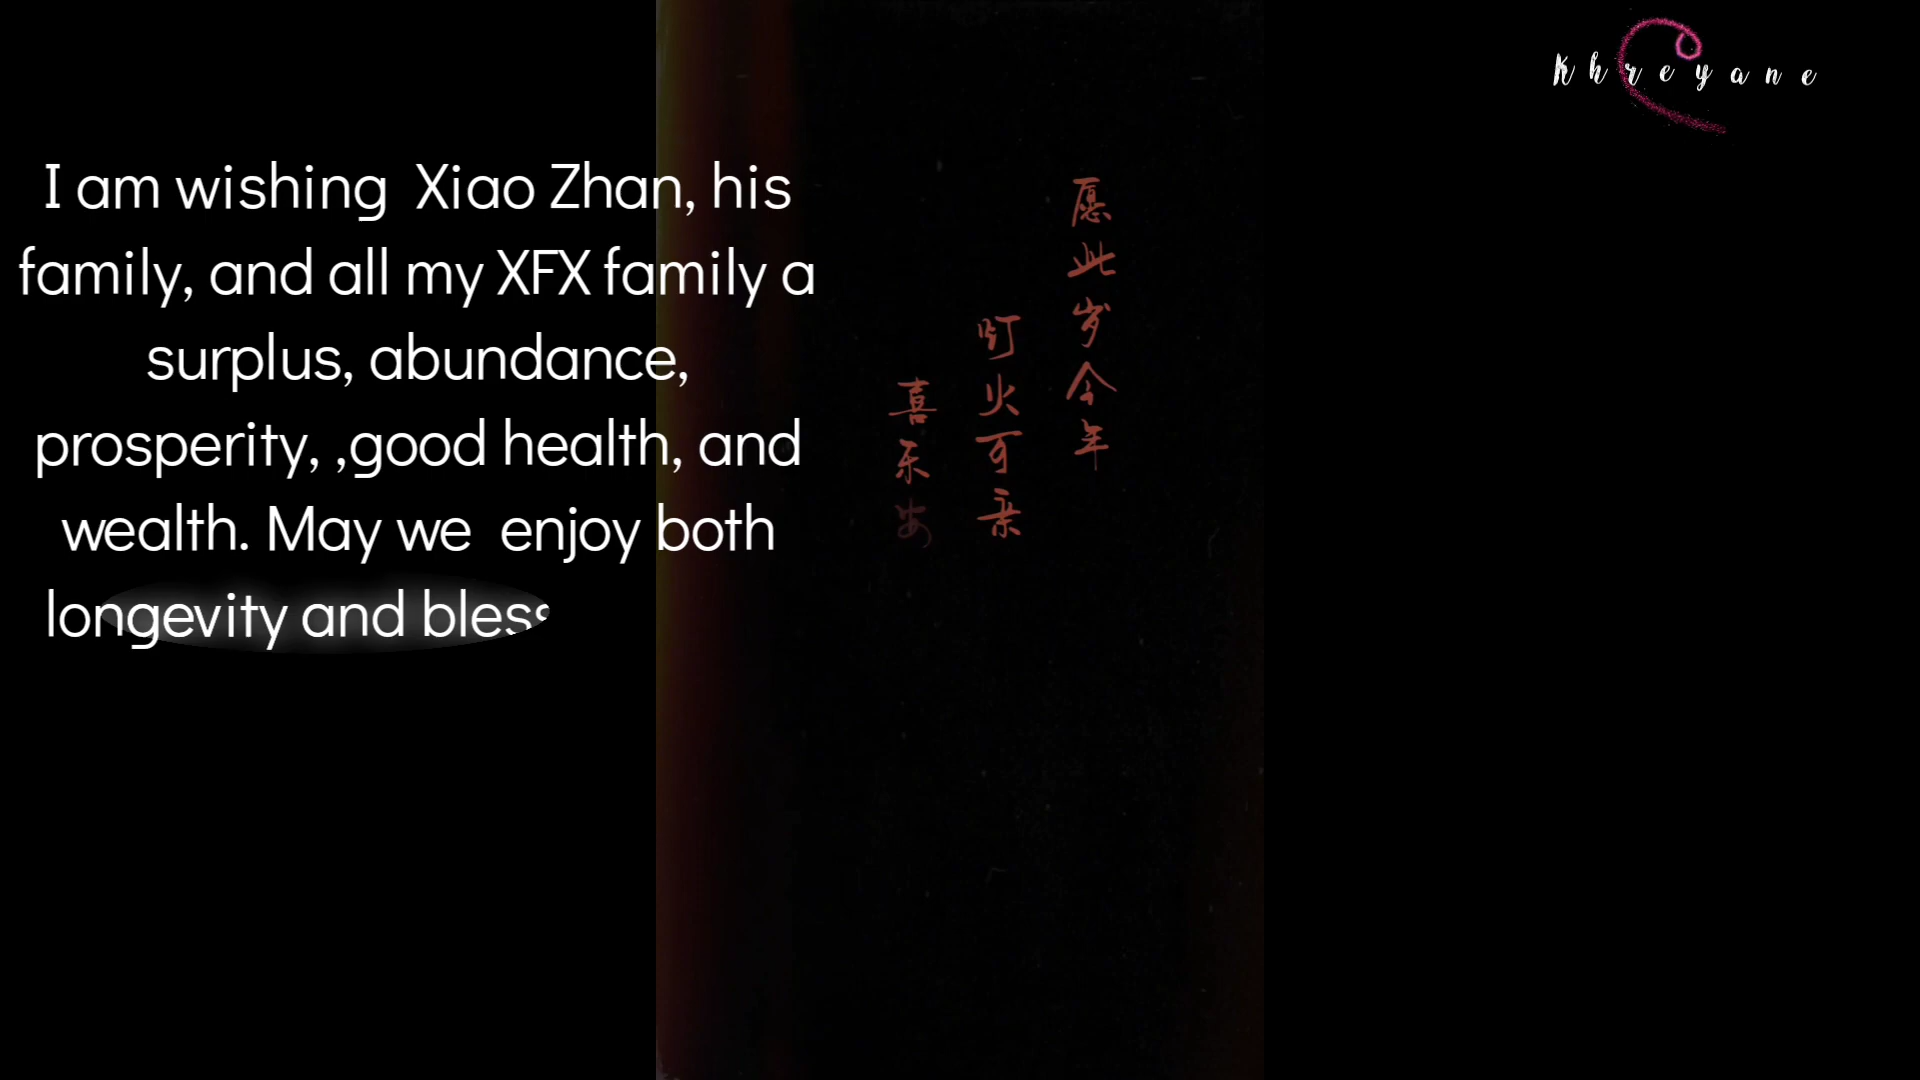 Khreyane
I am wishing Xiao Zhan, his
family, and all my XFX family a
surplus, abundance,
prosperity, ,good health, and
wealth. May we enjoy both
longevity and bless
愿此岁今年
灯火可亲
喜乐安